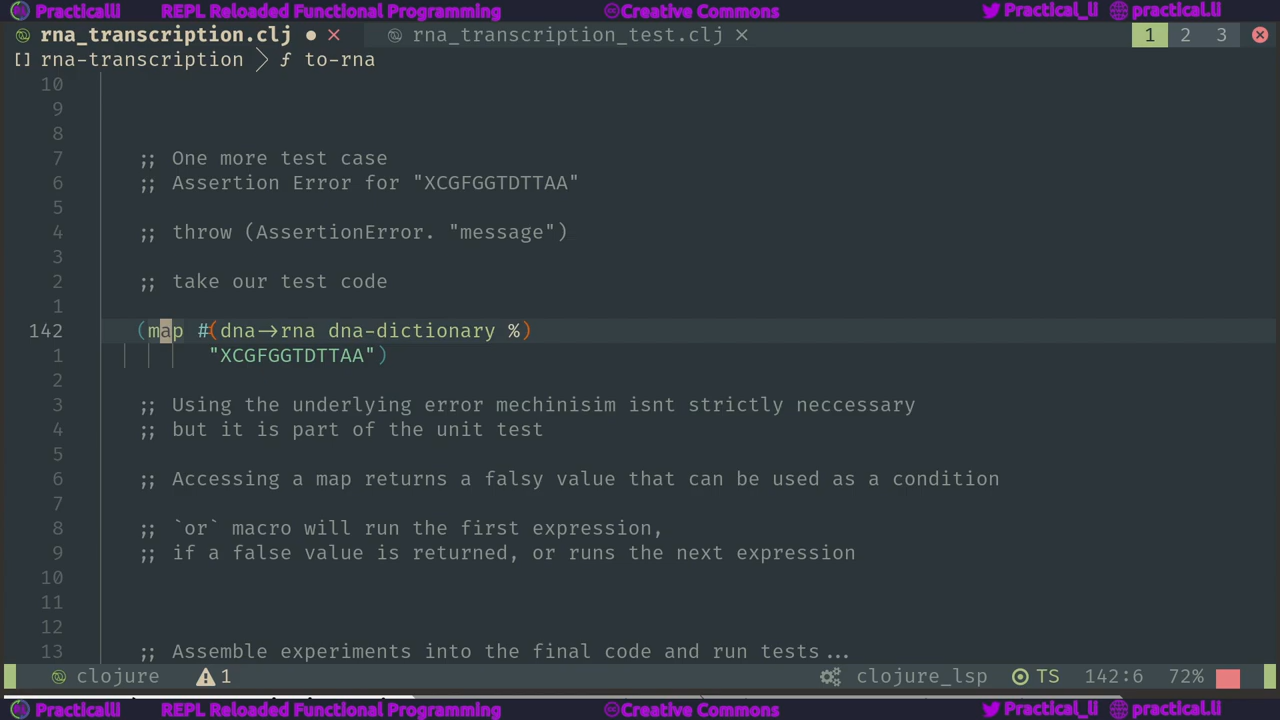 Practicalli REPL Reloaded Functional Programming Creative Commons Practical_li practical.li
rna_transcription.clj rna_transcription_test.clj 1 2 3
[] rna-transcription > ƒ to-rna
10
9
8
7 ;; One more test case
6 ;; Assertion Error for "XCGFGGTDTTAA"
5
4 ;; throw (AssertionError. "message")
3
2 ;; take our test code
1
142 (map #(dna->rna dna-dictionary %)
1 "XCGFGGTDTTAA")
2
3 ;; Using the underlying error mechinisim isnt strictly neccessary
4 ;; but it is part of the unit test
5
6 ;; Accessing a map returns a falsy value that can be used as a condition
7
8 ;; `or` macro will run the first expression,
9 ;; if a false value is returned, or runs the next expression
10
11
12
13 ;; Assemble experiments into the final code and run tests...
clojure 1 clojure_lsp TS 142:6 72%
Practicalli REPL Reloaded Functional Programming Creative Commons Practical_li practical.li